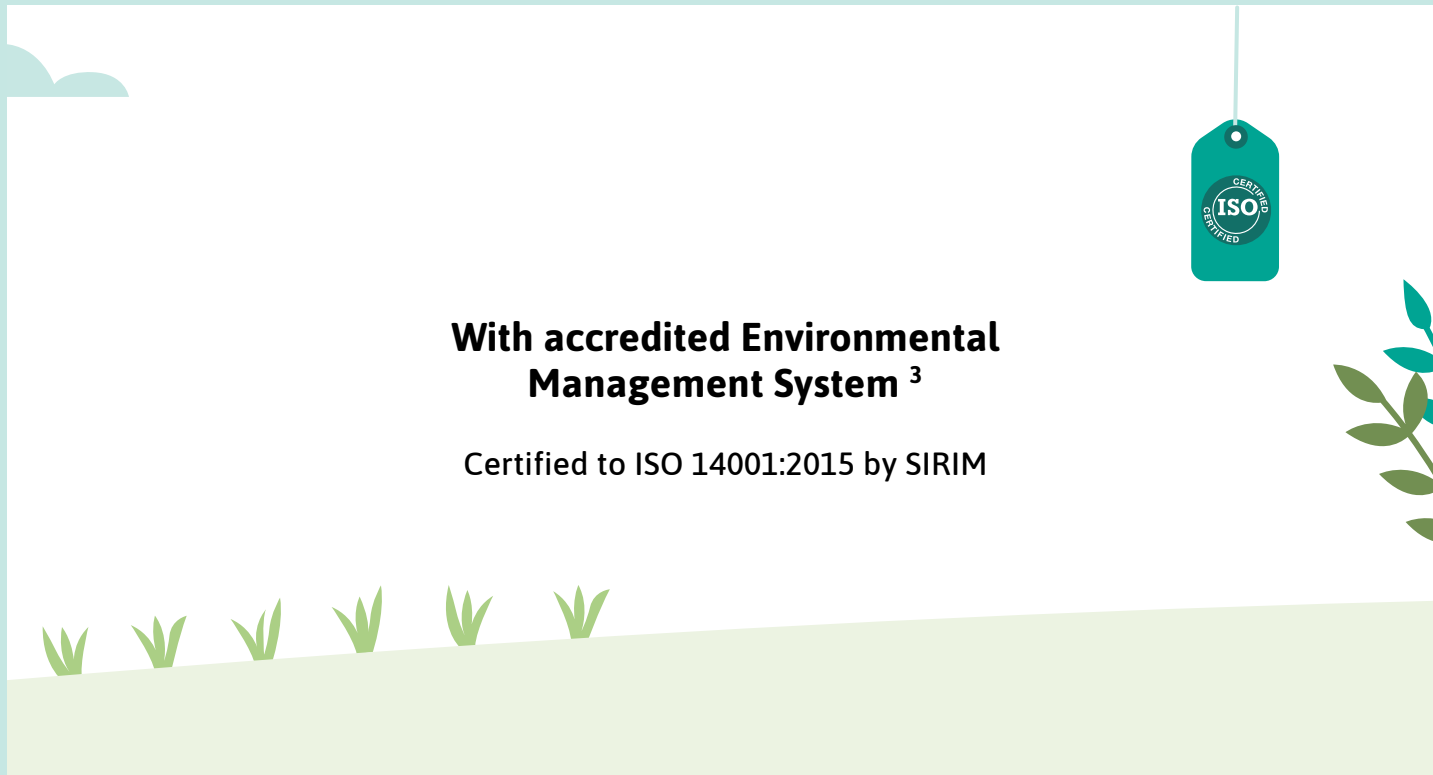 CERTIFIED
ISO
CERTIFIED
With accredited Environmental
Management System 3
Certified to ISO 14001:2015 by SIRIM